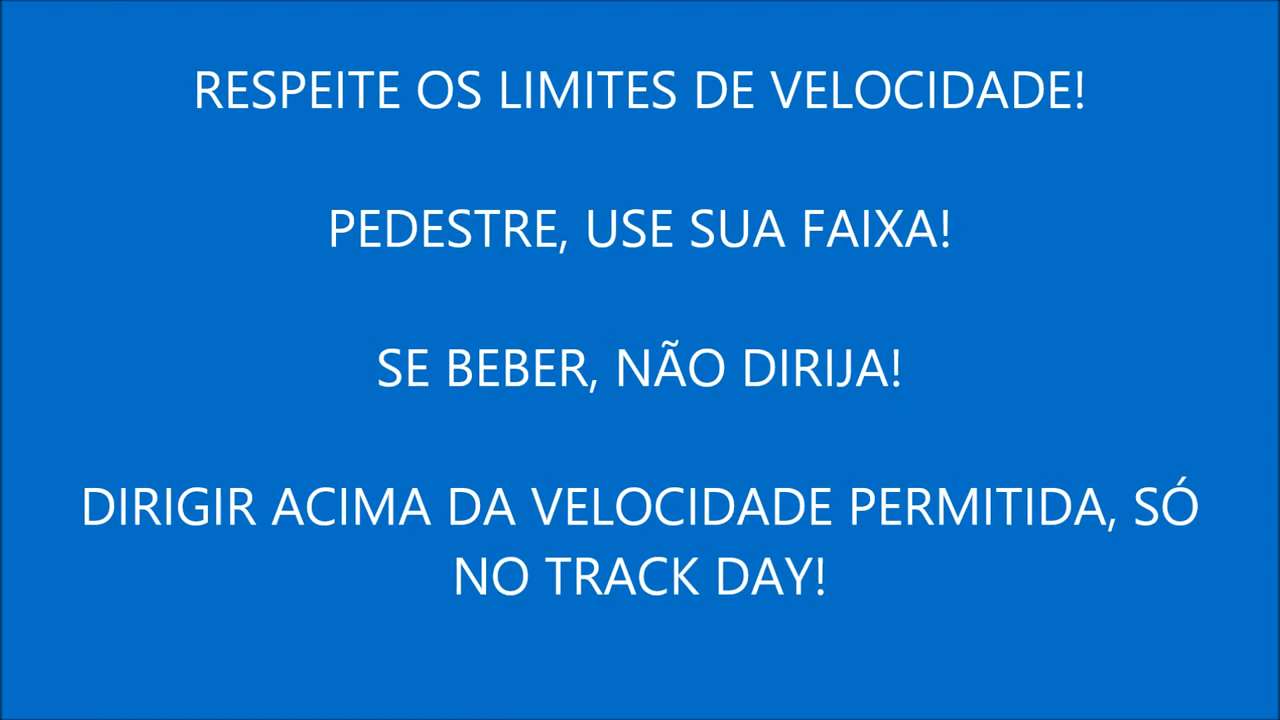 RESPEITE OS LIMITES DE VELOCIDADE!
PEDESTRE, USE SUA FAIXA!
SE BEBER, NÃO DIRIJA!
DIRIGIR ACIMA DA VELOCIDADE PERMITIDA, SÓ
NO TRACK DAY!